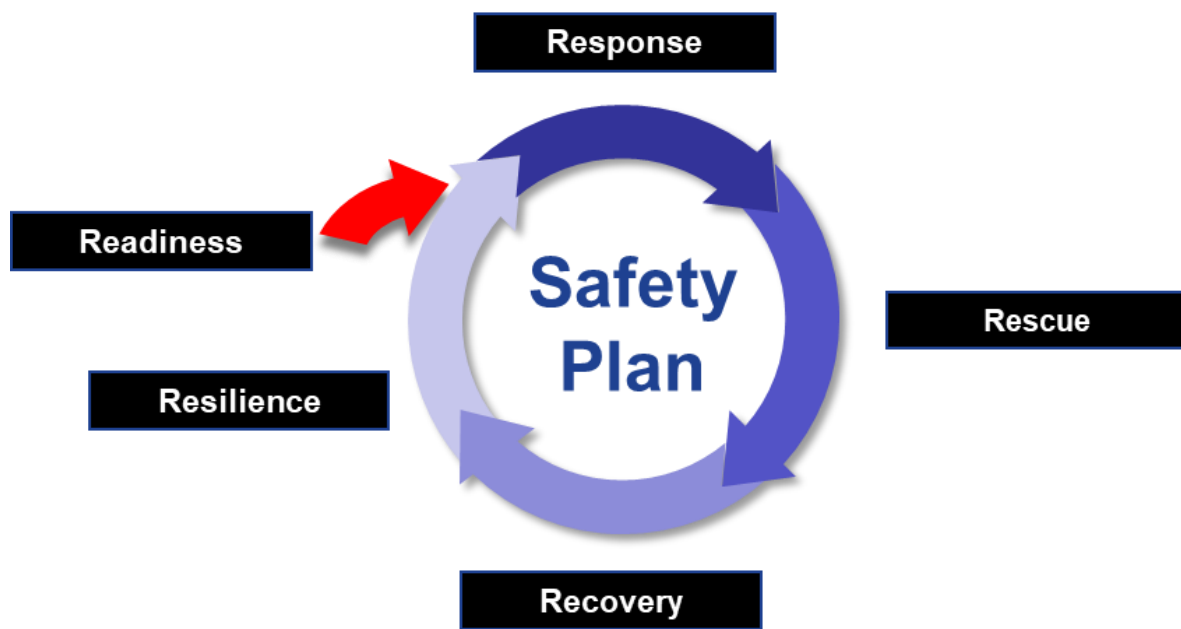 Response
Readiness
Safety
Plan
Rescue
Resilience
Recovery